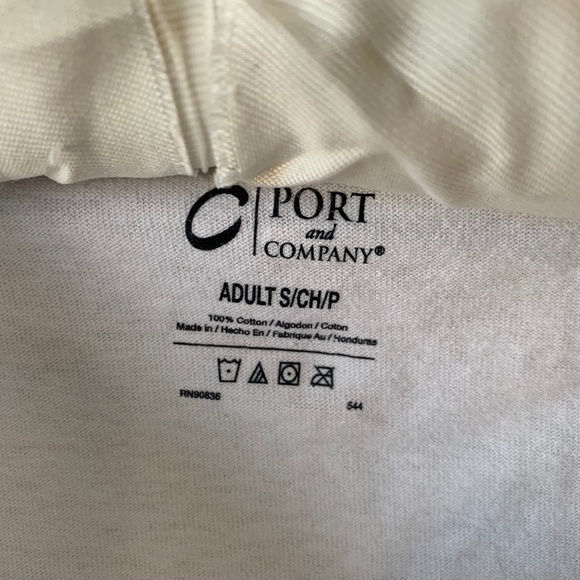 C PORT
and
COMPANY®
ADULT S/CH/P
100% Cotton / Algodon / Coton
Made in / Hecho En / Fabrique Au / Honduras
RN90836 544